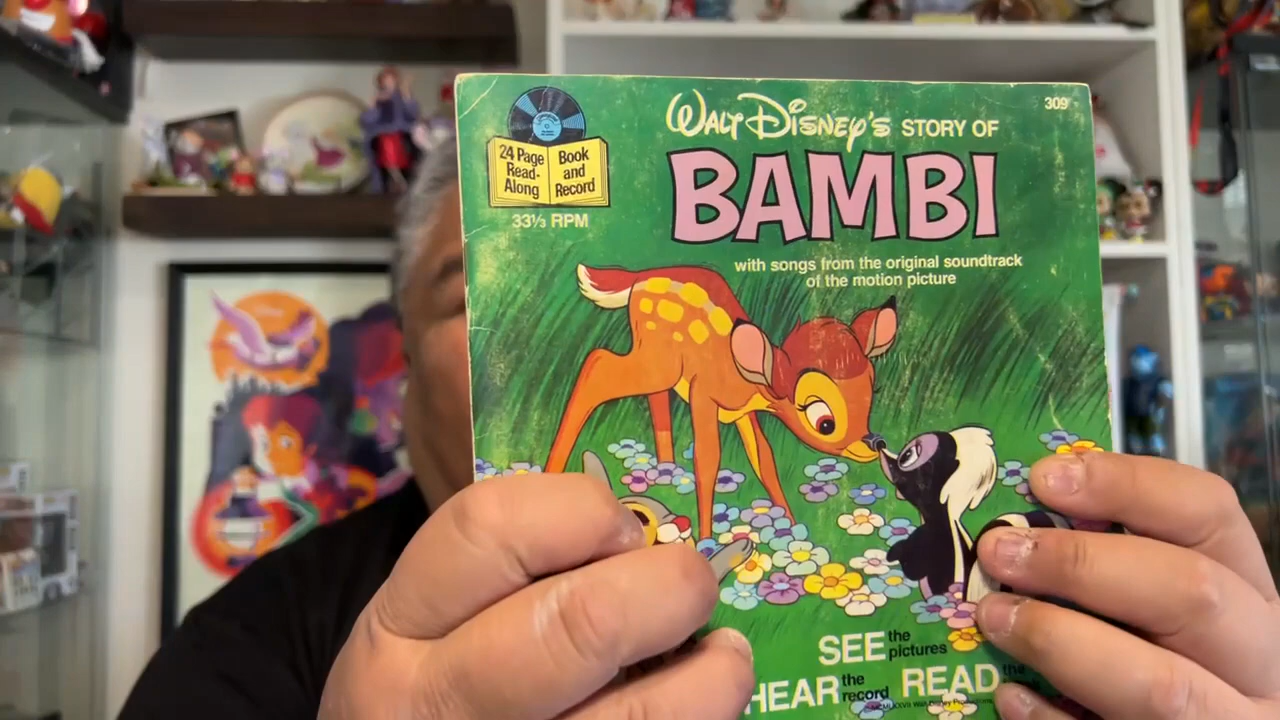 309
WALT DISNEY'S STORY OF
BAMBI
24 Page
Read-
Along
Book
and
Record
33⅓ RPM
with songs from the original soundtrack
of the motion picture
SEE the pictures
HEAR the record READ the